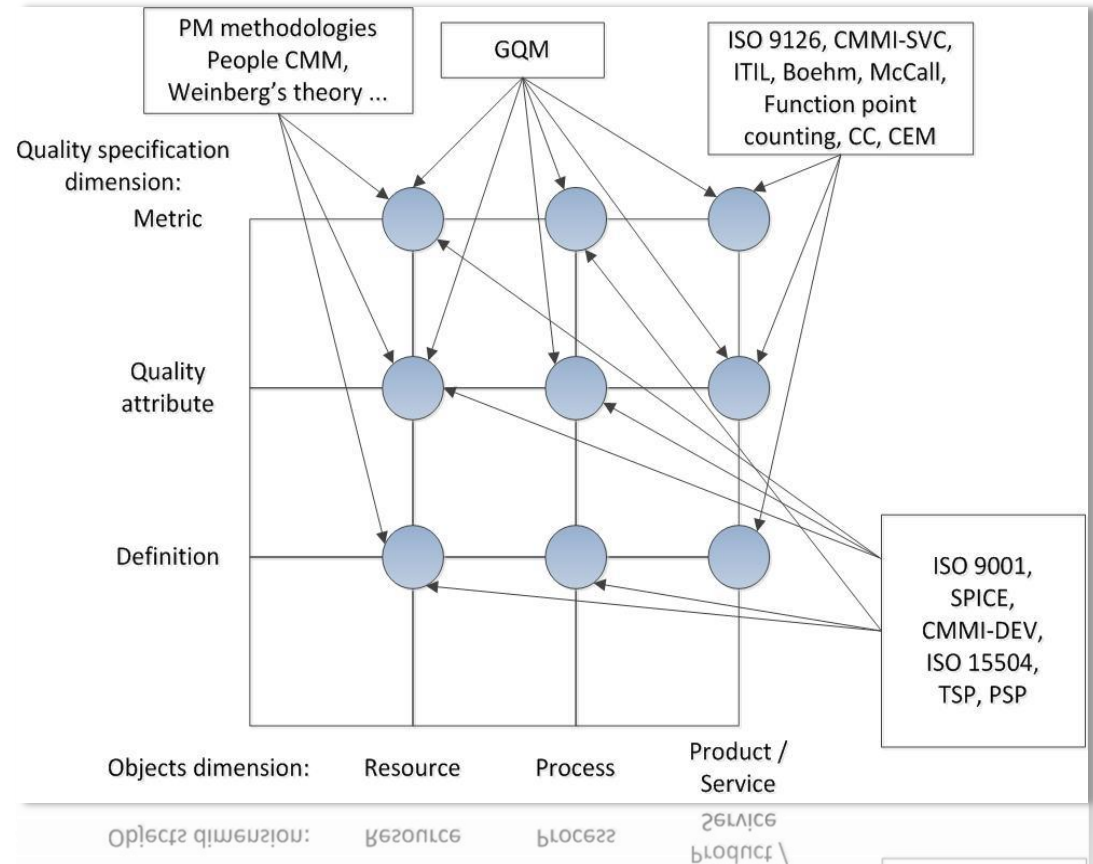 PM methodologies
People CMM,
Weinberg's theory ...
GQM
ISO 9126, CMMI-SVC,
ITIL, Boehm, McCall,
Function point
counting, CC, CEM
Quality specification
dimension:
Metric
Quality
attribute
Definition
ISO 9001,
SPICE,
CMMI-DEV,
ISO 15504,
TSP, PSP
Objects dimension:
Resource
Process
Product /
Service